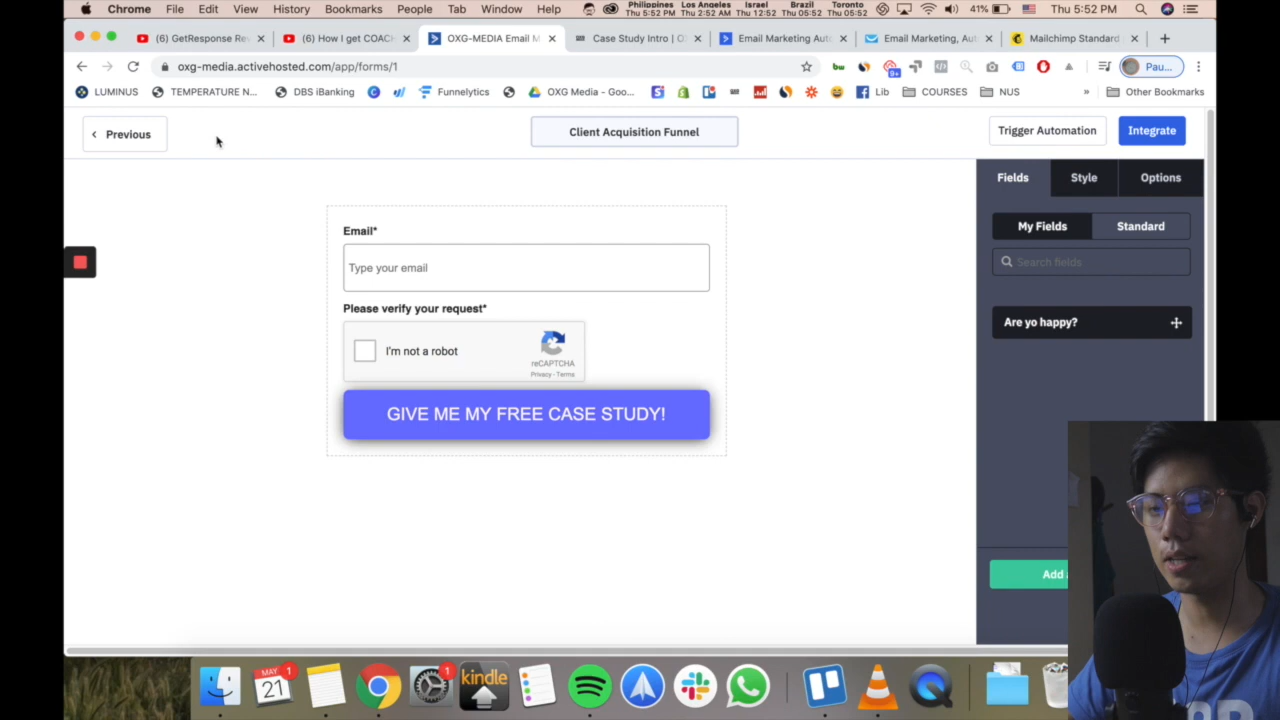 Chrome File Edit View History Bookmarks People Tab Window Help
Philippines Thu 5:52 PM Los Angeles Thu 2:52 AM Israel Thu 12:52 Brazil Thu 05:52 Toronto Thu 05:52 41% Thu 5:52 PM
(6) GetResponse Re
(6) How I get COACH
OXG-MEDIA Email M
Case Study Intro | O
Email Marketing Auto
Email Marketing, Aut
Mailchimp Standard
oxg-media.activehosted.com/app/forms/1
9+
Pau...
LUMINUS
TEMPERATURE N...
DBS iBanking
Funnelytics
OXG Media - Goo...
Lib
COURSES
NUS
»
Other Bookmarks
Previous
Client Acquisition Funnel
Trigger Automation
Integrate
Fields
Style
Options
My Fields
Standard
Search fields
Are yo happy?
Email*
Type your email
Please verify your request*
I'm not a robot
reCAPTCHA
Privacy - Terms
GIVE ME MY FREE CASE STUDY!
Add a
MAY
21
1
1
kindle